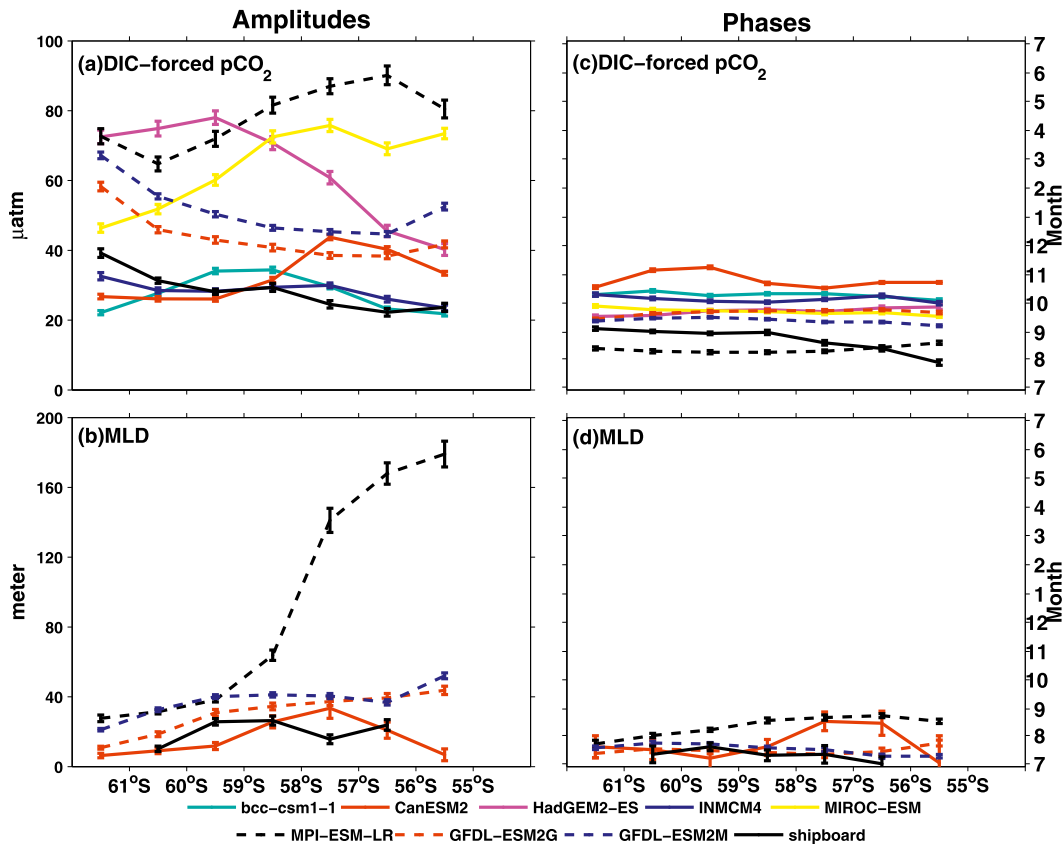 Amplitudes
Phases
(a)DIC−forced pCO2
(c)DIC−forced pCO2
100
80
60
40
20
0
µatm
7
6
5
4
3
2
1
12
11
10
9
8
7
Month
(b)MLD
(d)MLD
200
160
120
80
40
0
meter
7
6
5
4
3
2
1
12
11
10
9
8
7
Month
61°S 60°S 59°S 58°S 57°S 56°S 55°S
61°S 60°S 59°S 58°S 57°S 56°S 55°S
bcc−csm1−1 CanESM2 HadGEM2−ES INMCM4 MIROC−ESM
MPI−ESM−LR GFDL−ESM2G GFDL−ESM2M shipboard